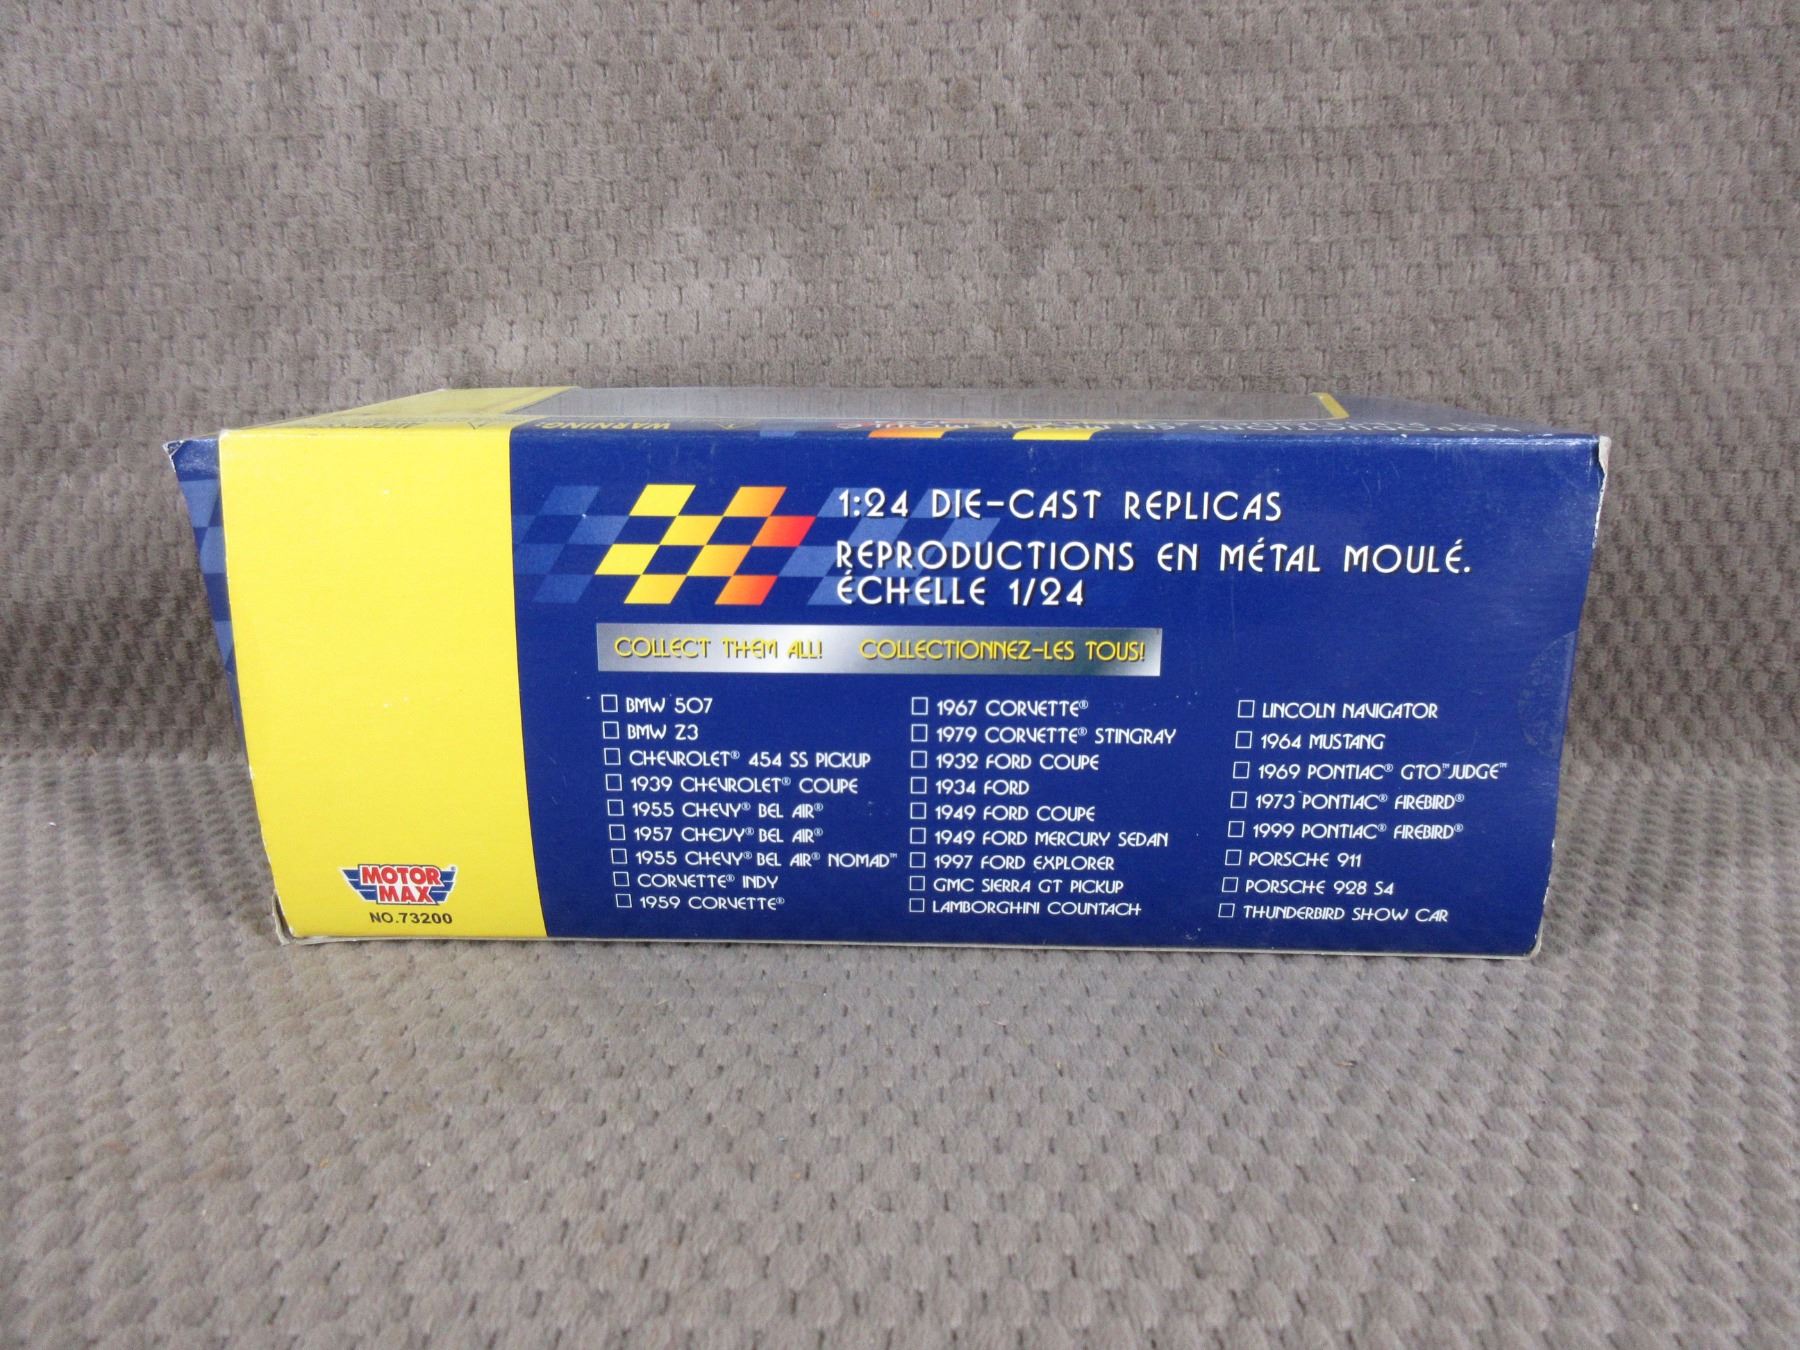 WARNING:
1:24 DIE-CAST REPLICAS
REPRODUCTIONS EN MÉTAL MOULÉ.
ÉCHELLE 1/24
COLLECT THEM ALL! COLLECTIONNEZ-LES TOUS!
BMW 507
BMW Z3
CHEVROLET® 454 SS PICKUP
1939 CHEVROLET® COUPE
1955 CHEVY® BEL AIR®
1957 CHEVY® BEL AIR®
1955 CHEVY® BEL AIR® NOMAD™
CORVETTE® INDY
1959 CORVETTE®
1967 CORVETTE®
1979 CORVETTE® STINGRAY
1932 FORD COUPE
1934 FORD
1949 FORD COUPE
1949 FORD MERCURY SEDAN
1997 FORD EXPLORER
GMC SIERRA GT PICKUP
LAMBORGHINI COUNTACH
LINCOLN NAVIGATOR
1964 MUSTANG
1969 PONTIAC® GTO™ JUDGE™
1973 PONTIAC® FIREBIRD®
1999 PONTIAC® FIREBIRD®
PORSCHE 911
PORSCHE 928 S4
THUNDERBIRD SHOW CAR
MOTOR
MAX®
NO.73200